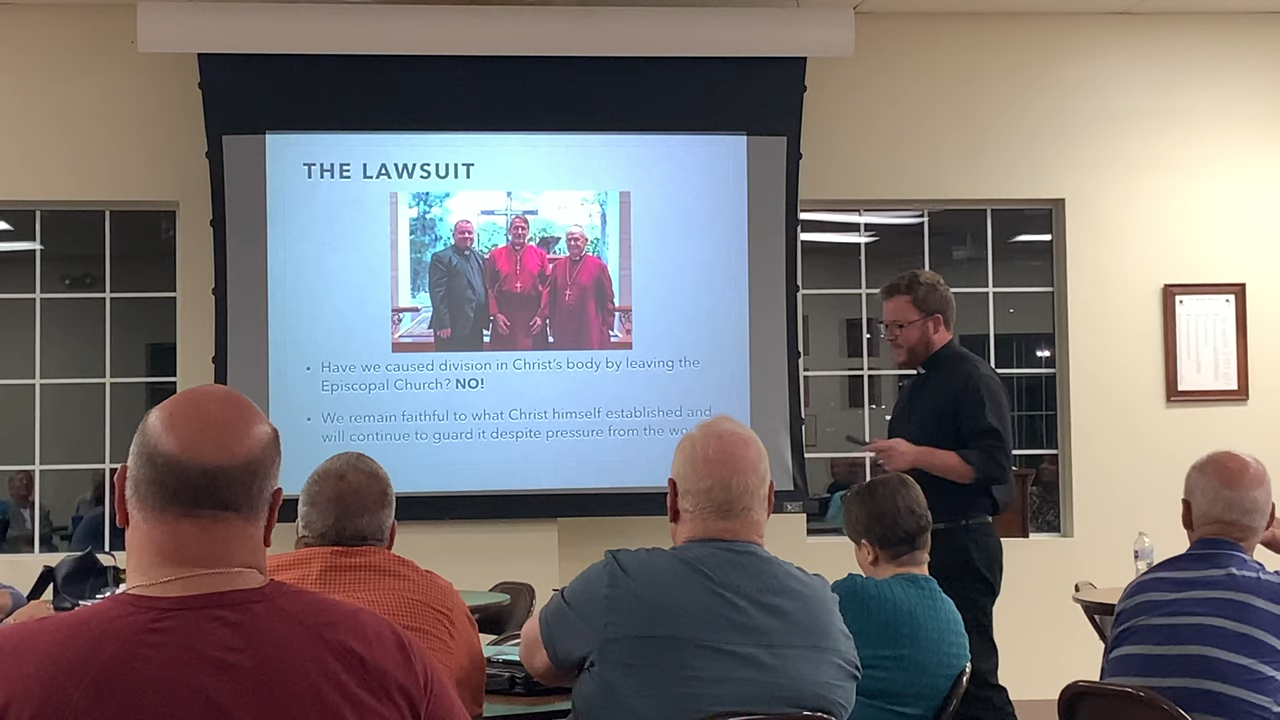 THE LAWSUIT
• Have we caused division in Christ's body by leaving the
Episcopal Church? NO!
• We remain faithful to what Christ himself established and
will continue to guard it despite pressure from the